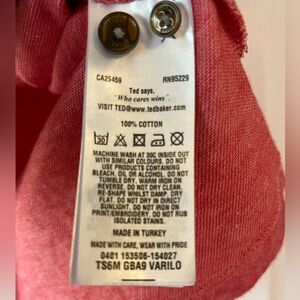 CA25459 RN95229
Ted says,
"Who cares wins"
VISIT TED@www.tedbaker.com
100% COTTON
MACHINE WASH AT 30C INSIDE OUT
WITH SIMILAR COLOURS. DO NOT
USE PRODUCTS CONTAINING
BLEACH, OIL OR ALCOHOL. DO NOT
TUMBLE DRY. WARM IRON ON
REVERSE. DO NOT DRY CLEAN.
RE-SHAPE WHILST DAMP. DRY
FLAT. DO NOT DRY IN DIRECT
SUNLIGHT. DO NOT IRON ON
PRINT/EMBROIDERY. DO NOT RUB
ISOLATED STAINS.
MADE IN TURKEY
MADE WITH CARE, WEAR WITH PRIDE
0401 153506-154027
TS6M GBA9 VARILO